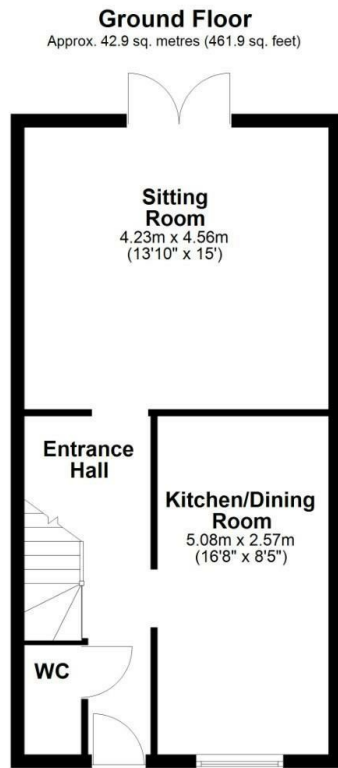 Ground Floor
Approx. 42.9 sq. metres (461.9 sq. feet)
Sitting
Room
4.23m x 4.56m
(13'10" x 15')
Entrance
Hall
Kitchen/Dining
Room
5.08m x 2.57m
(16'8" x 8'5")
WC